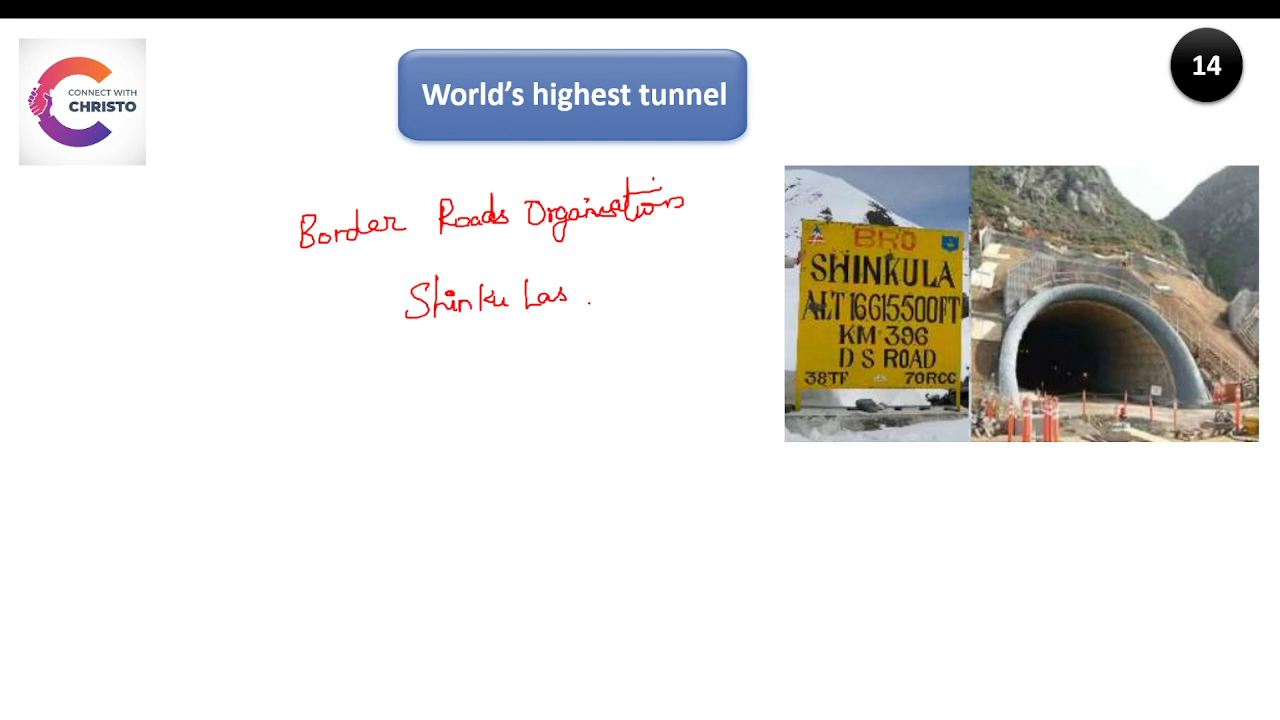 CONNECT WITH
CHRISTO
World's highest tunnel
14
Border Roads Organisation
Shinku Las .
BRO
SHINKULA
ALT 16615500FT
KM 396
D S ROAD
38TF 70RCC